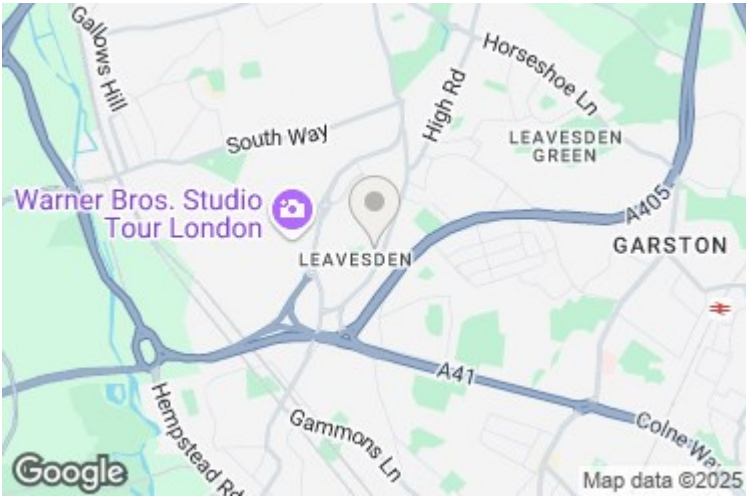 Gallows Hill
Horseshoe Ln
High Rd
South Way
LEAVESDEN
GREEN
Warner Bros. Studio
Tour London
A405
LEAVESDEN
GARSTON
A41
Hempstead Rd
Gammons Ln
Colne Way
Google
Map data ©2025